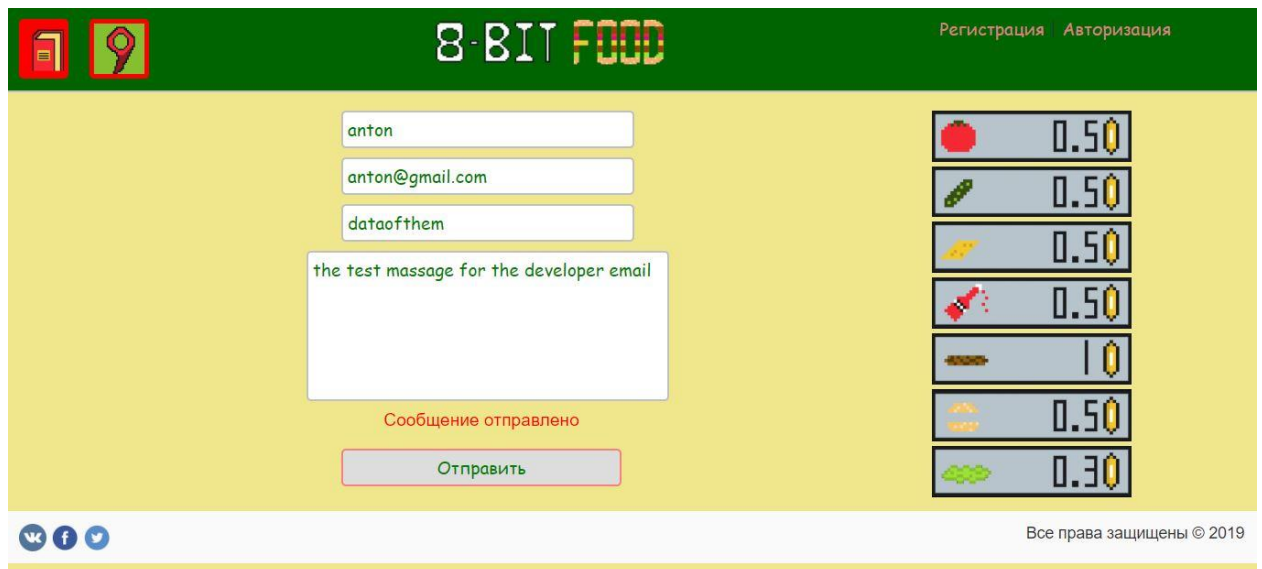 8-BIT FOOD
Регистрация Авторизация
anton
anton@gmail.com
dataofthem
the test massage for the developer email
Сообщение отправлено
Отправить
0.50
0.50
0.50
0.50
10
0.50
0.30
Все права защищены © 2019